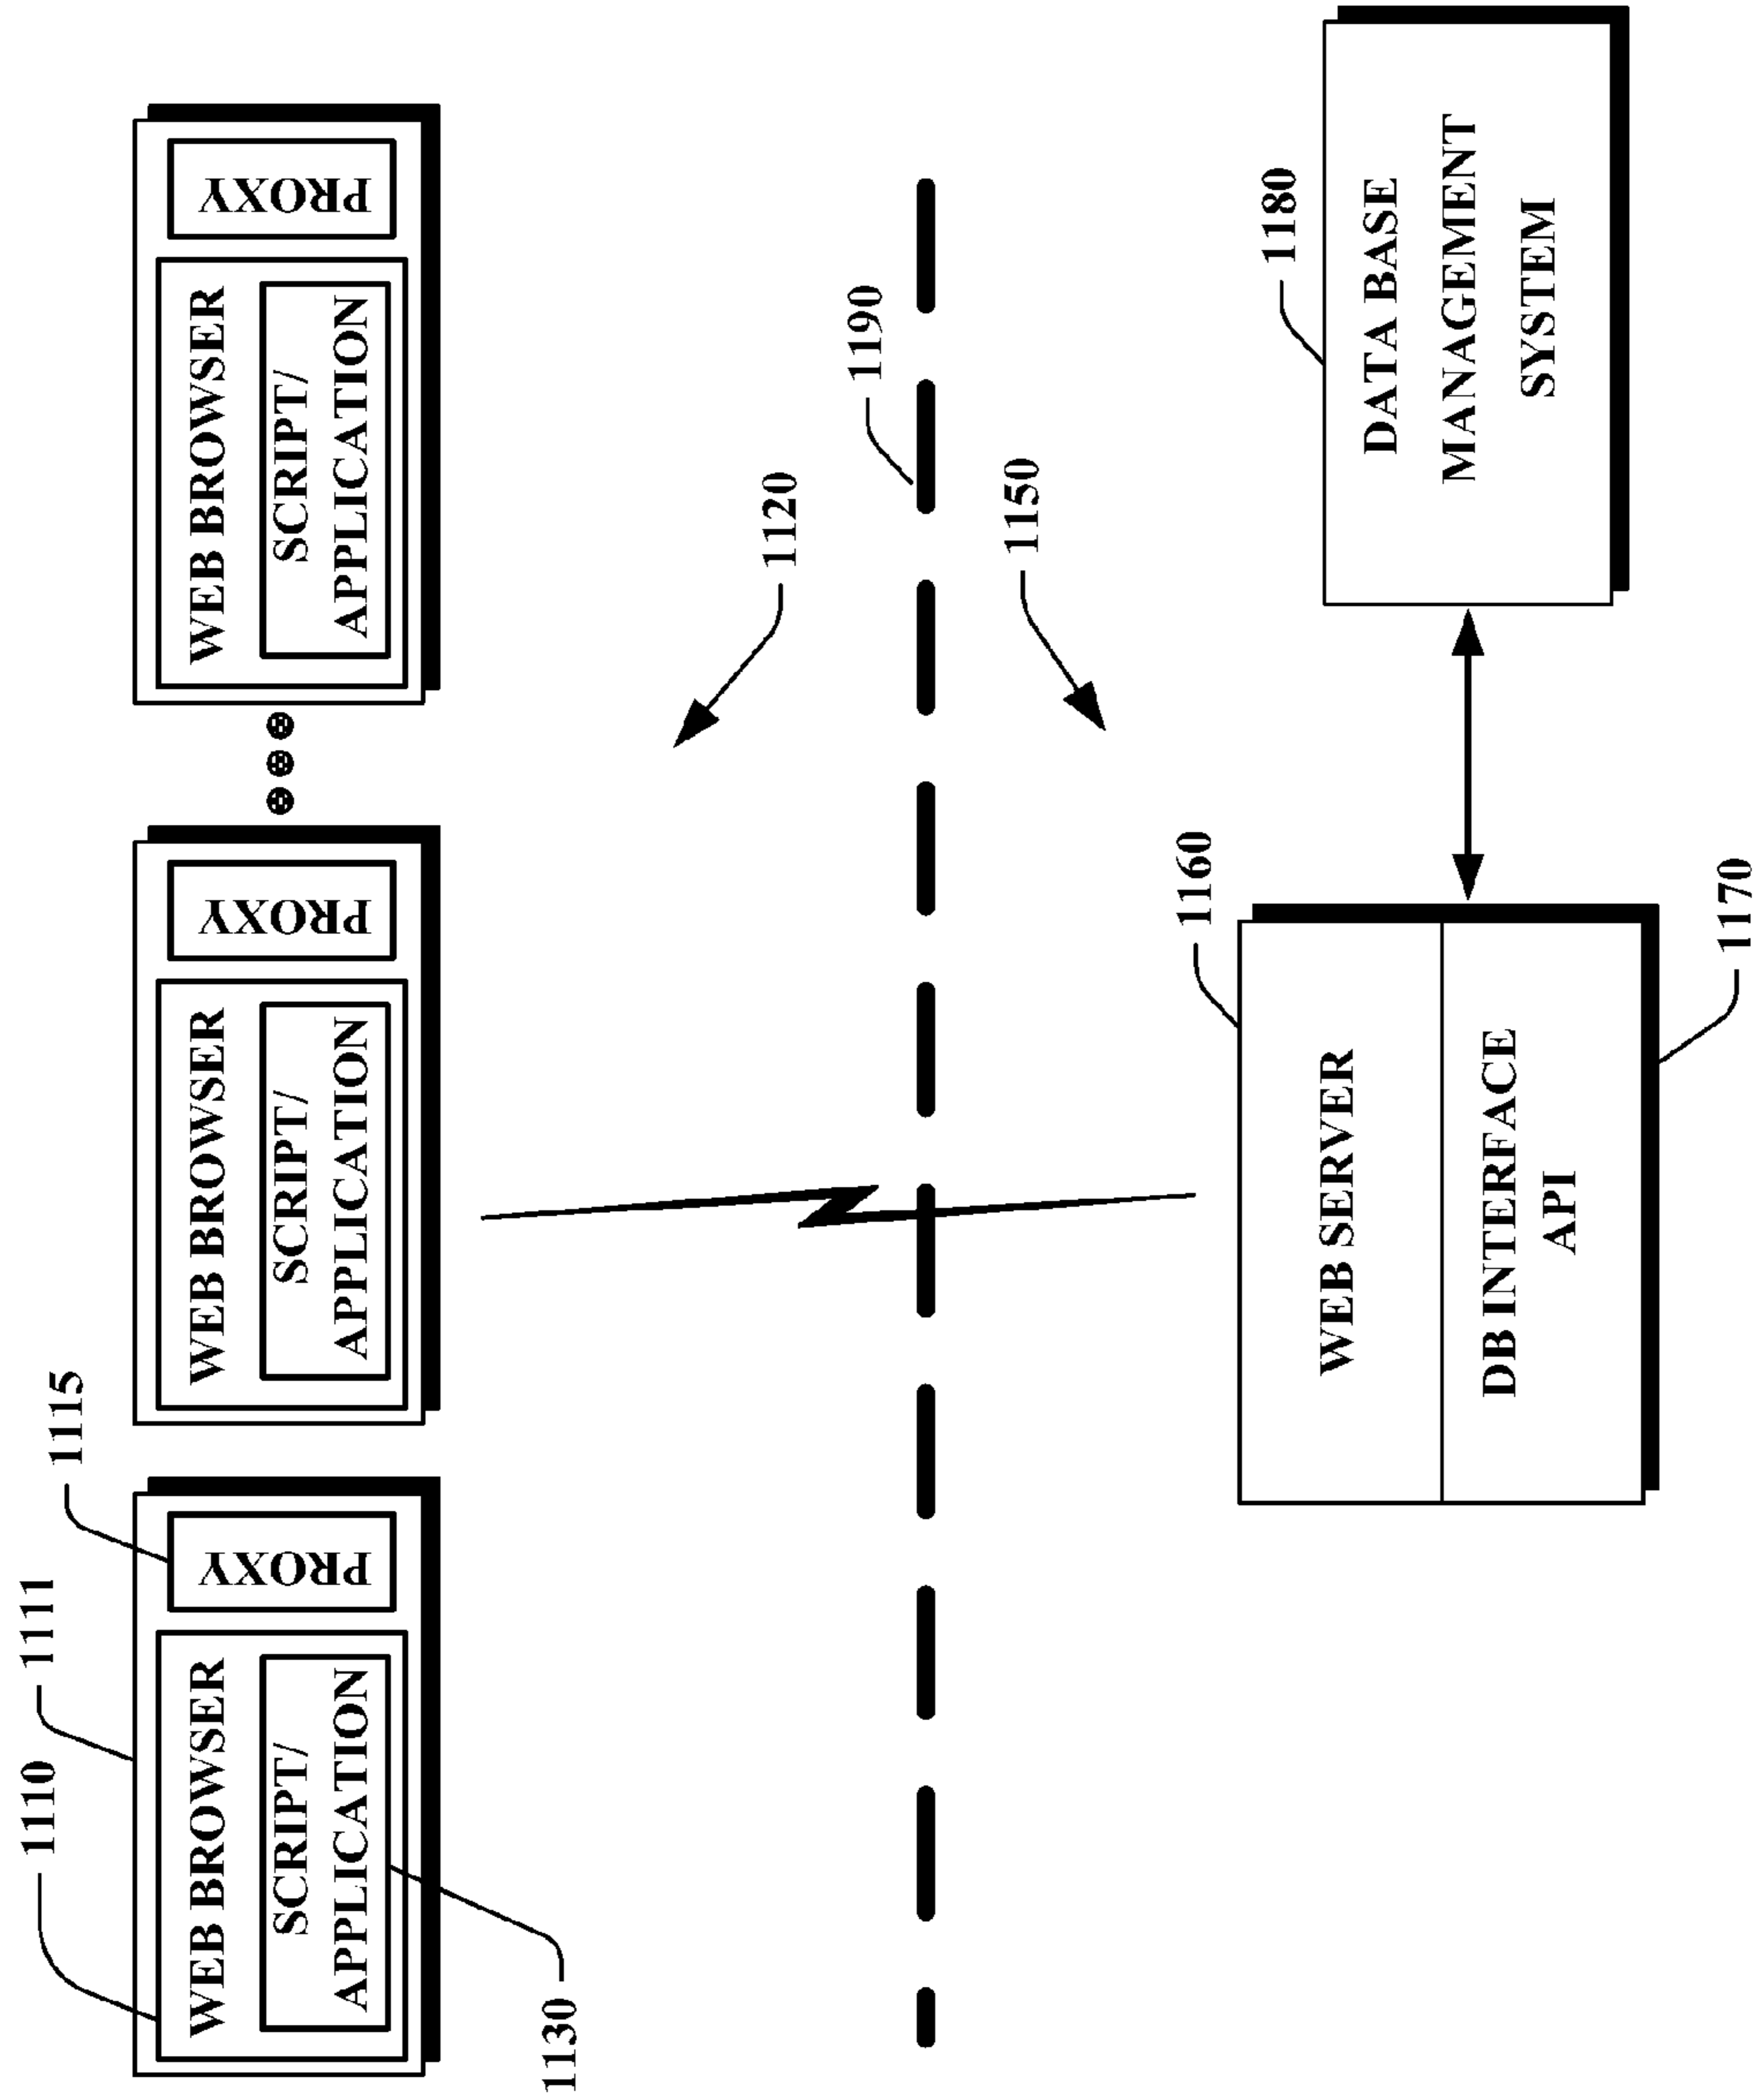 1110
1111
1115
WEB BROWSER
SCRIPT/
APPLICATION
PROXY
WEB BROWSER
SCRIPT/
APPLICATION
PROXY
WEB BROWSER
SCRIPT/
APPLICATION
PROXY
1130
1120
1190
1150
1160
1180
WEB SERVER
DB INTERFACE
API
DATA BASE
MANAGEMENT
SYSTEM
1170